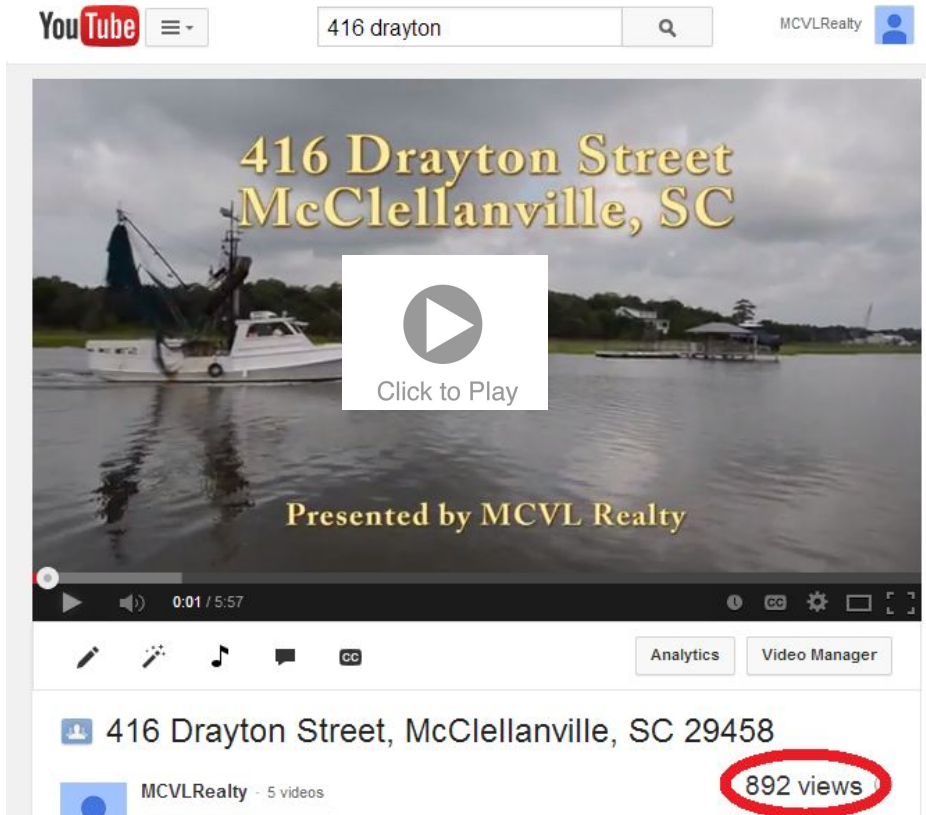 YouTube
416 drayton
MCVLRealty
416 Drayton Street
McClellanville, SC
Click to Play
Presented by MCVL Realty
0:01 / 5:57
CC
CC
Analytics
Video Manager
416 Drayton Street, McClellanville, SC 29458
MCVLRealty · 5 videos
892 views